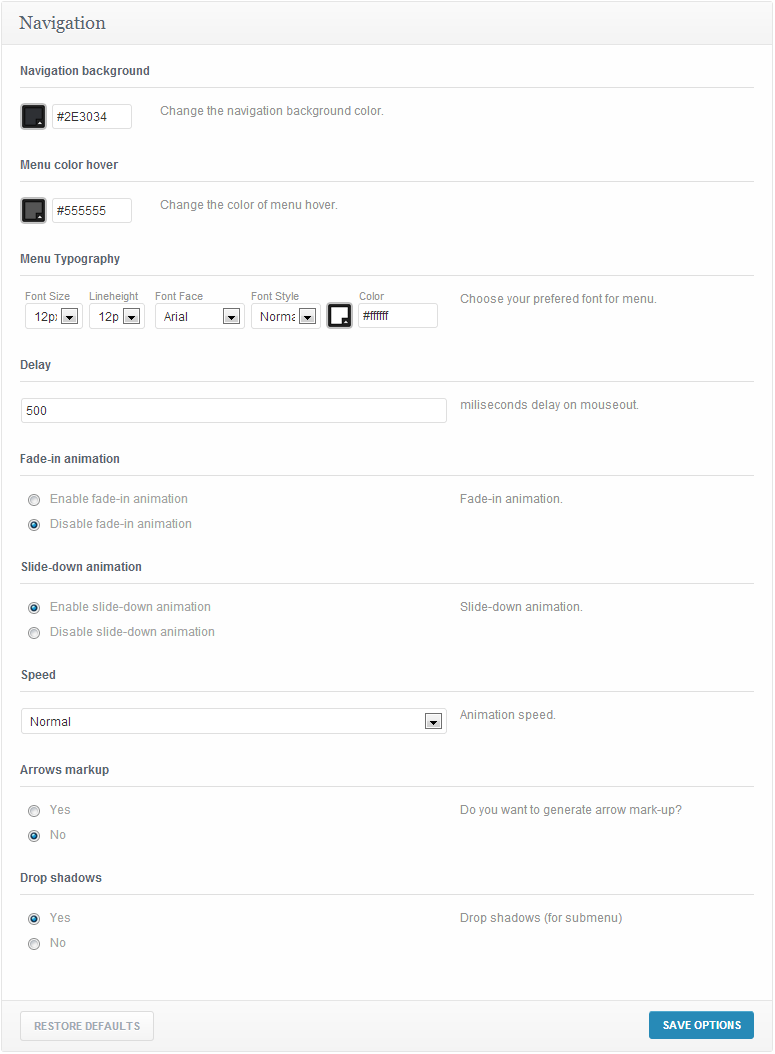 Navigation
Navigation background
#2E3034
Change the navigation background color.
Menu color hover
#555555
Change the color of menu hover.
Menu Typography
Font Size Lineheight Font Face Font Style Color
12px 12p Arial Norma #ffffff
Choose your prefered font for menu.
Delay
500
miliseconds delay on mouseout.
Fade-in animation
Enable fade-in animation
Fade-in animation.
Disable fade-in animation
Slide-down animation
Enable slide-down animation
Slide-down animation.
Disable slide-down animation
Speed
Normal
Animation speed.
Arrows markup
Yes
Do you want to generate arrow mark-up?
No
Drop shadows
Yes
Drop shadows (for submenu)
No
RESTORE DEFAULTS
SAVE OPTIONS